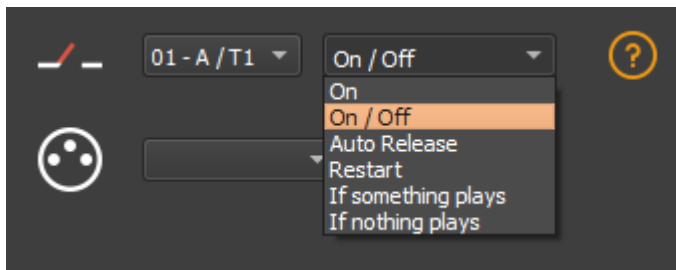 01 - A / T1
On / Off
?
On
On / Off
Auto Release
Restart
If something plays
If nothing plays